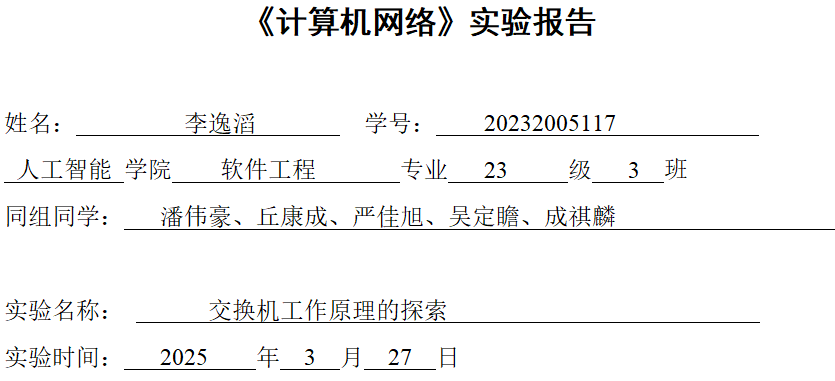 《计算机网络》实验报告
姓名： 李逸滔 学号： 20232005117
人工智能 学院 软件工程 专业 23 级 3 班
同组同学： 潘伟豪、丘康成、严佳旭、吴定瞻、成祺麟
实验名称： 交换机工作原理的探索
实验时间： 2025 年 3 月 27 日